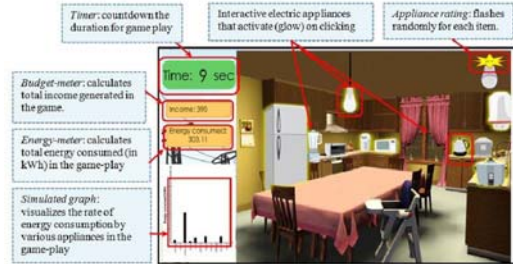 Timer: countdown the
duration for game play
Interactive electric appliances
that activate (glow) on clicking
Appliance rating: flashes
randomly for each item.
Budget-meter: calculates
total income generated in
the game.
Energy-meter: calculates
total energy consumed (in
kWh) in the game-play
Simulated graph:
visualizes the rate of
energy consumption by
various appliances in the
game-play
Time: 9 sec
Income: 390
Energy consumed:
303.11